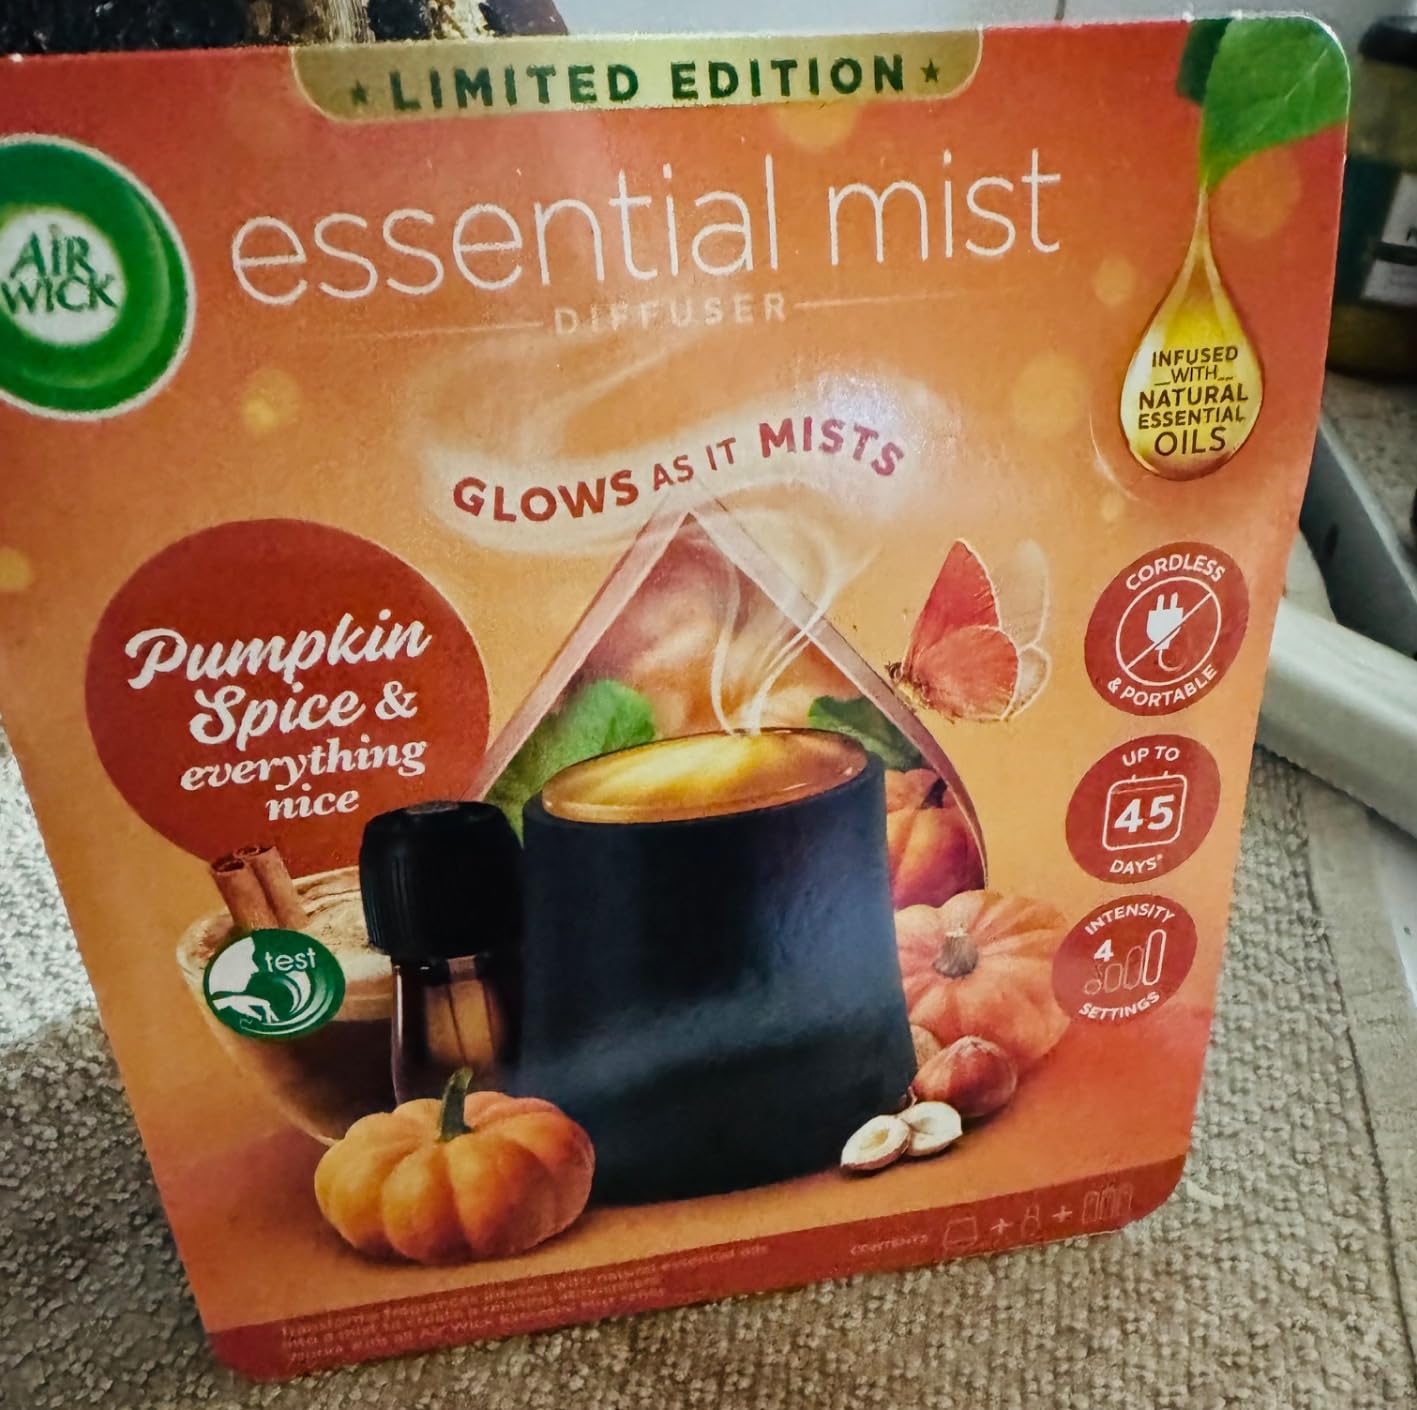 LIMITED EDITION
AIR
WICK
essential mist
DIFFUSER
INFUSED
WITH
NATURAL
ESSENTIAL
OILS
GLOWS AS IT MISTS
CORDLESS
& PORTABLE
Pumpkin
Spice &
everything
nice
UP TO
45
DAYS*
test
INTENSITY
4
SETTINGS
CONTENTS